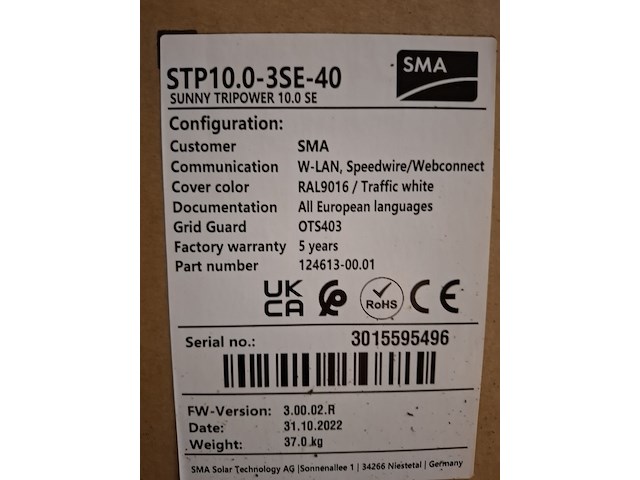 SMA
STP10.0-3SE-40
SUNNY TRIPOWER 10.0 SE
Configuration:
Customer SMA
Communication W-LAN, Speedwire/Webconnect
Cover color RAL9016 / Traffic white
Documentation All European languages
Grid Guard OTS403
Factory warranty 5 years
Part number 124613-00.01
UK CA RoHS CE
Serial no.: 3015595496
FW-Version: 3.00.02.R
Date: 31.10.2022
Weight: 37.0 kg
SMA Solar Technology AG |Sonnenallee 1 | 34266 Niestetal | Germany